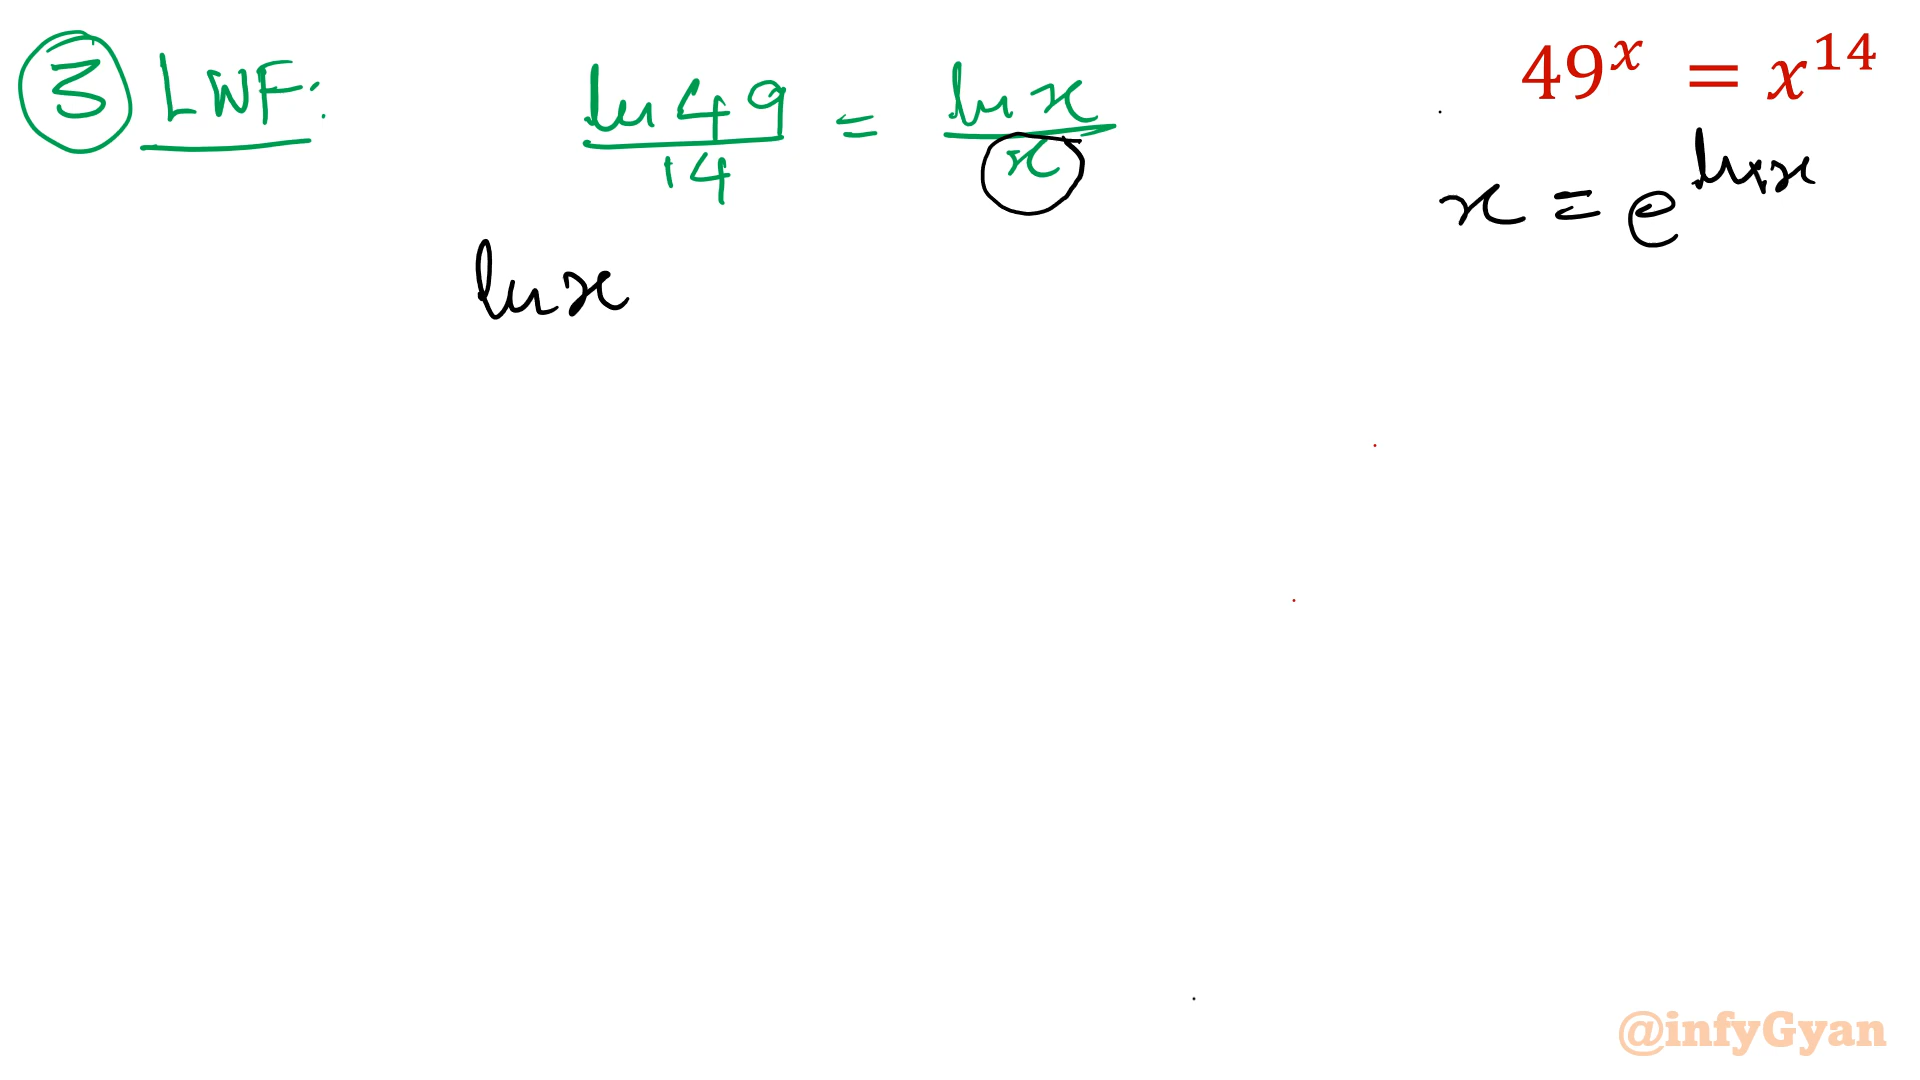 3 LWF: ln 49 / 14 = ln x / x
49^x = x^14
x = e^ln x
ln x
@infyGyan